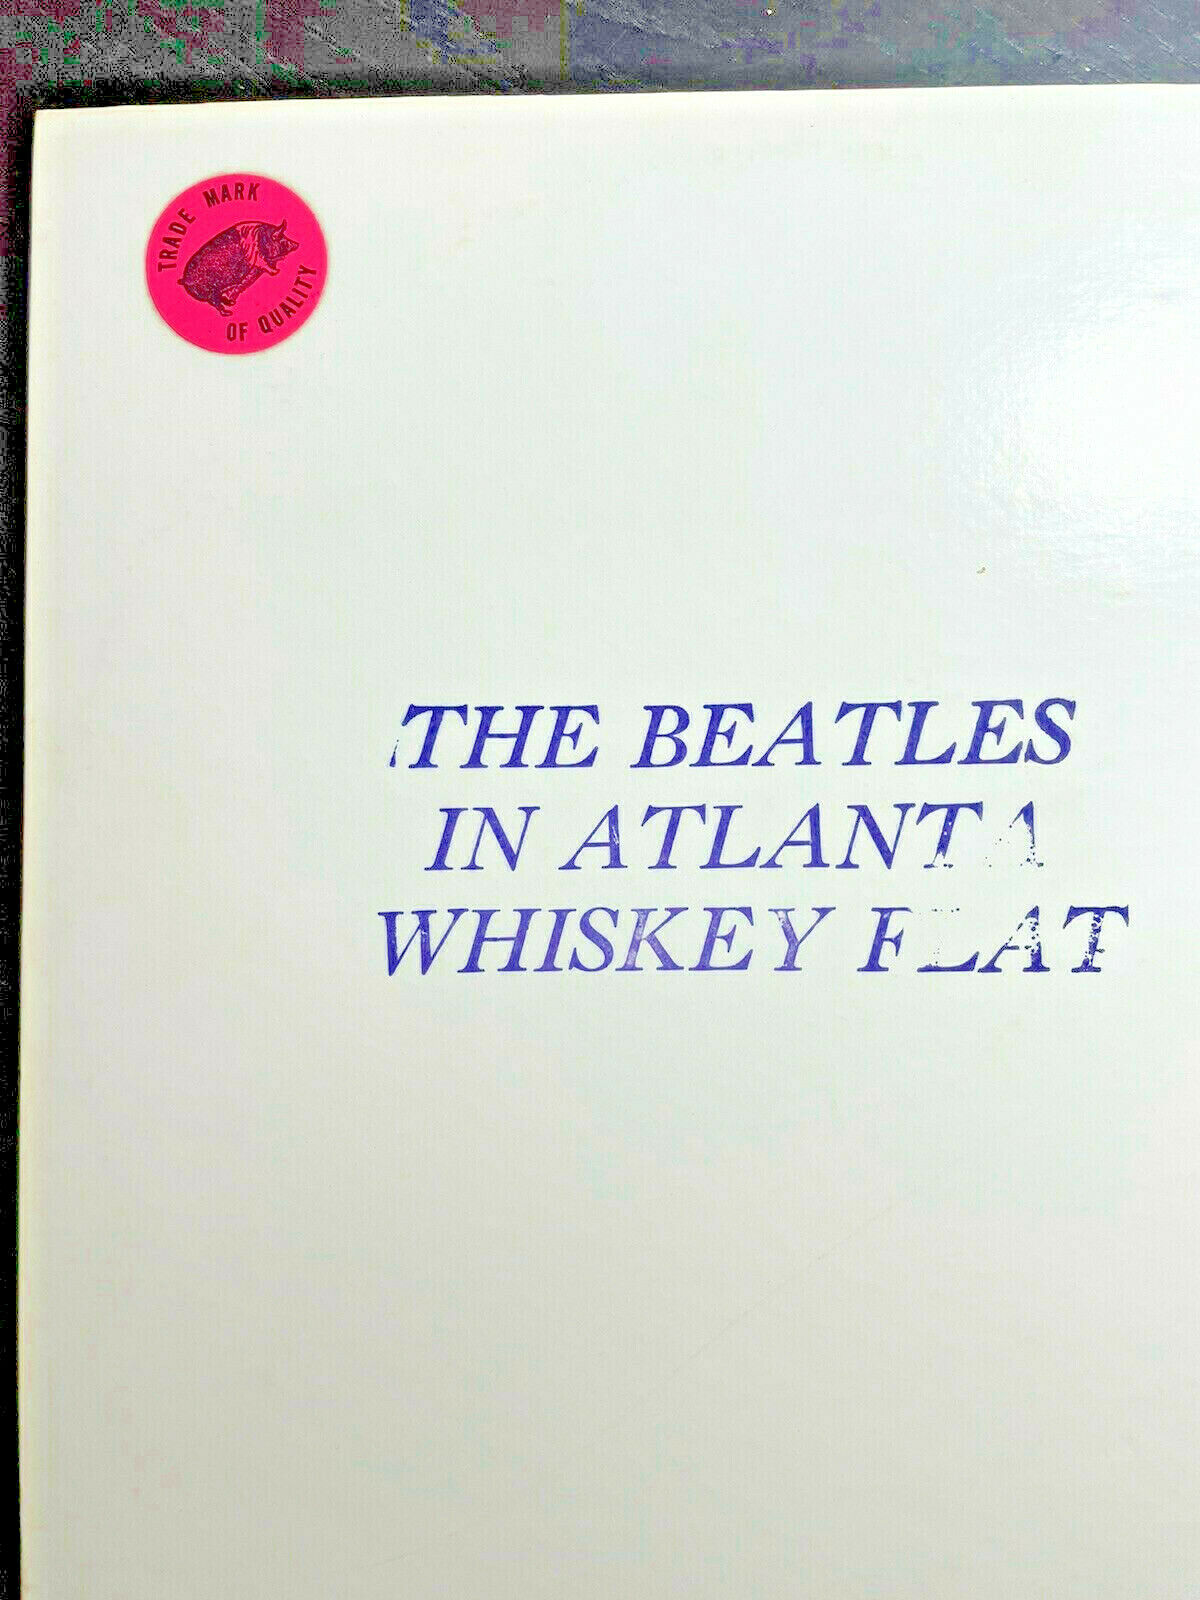 TRADE MARK
OF QUALITY
THE BEATLES
IN ATLANTA
WHISKEY FLAT